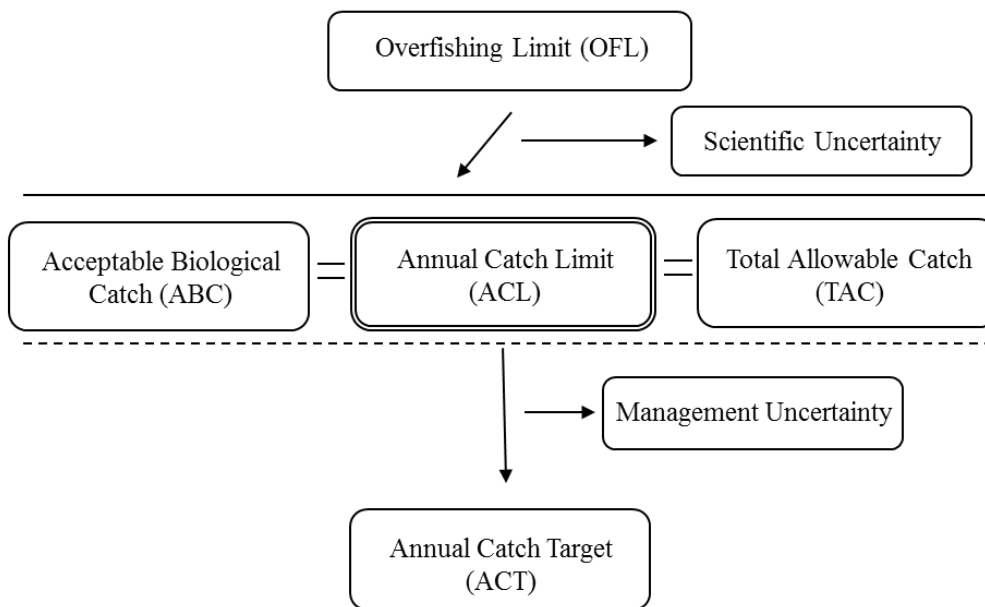 Overfishing Limit (OFL)
Scientific Uncertainty
Acceptable Biological
Catch (ABC)
=
Annual Catch Limit
(ACL)
=
Total Allowable Catch
(TAC)
Management Uncertainty
Annual Catch Target
(ACT)